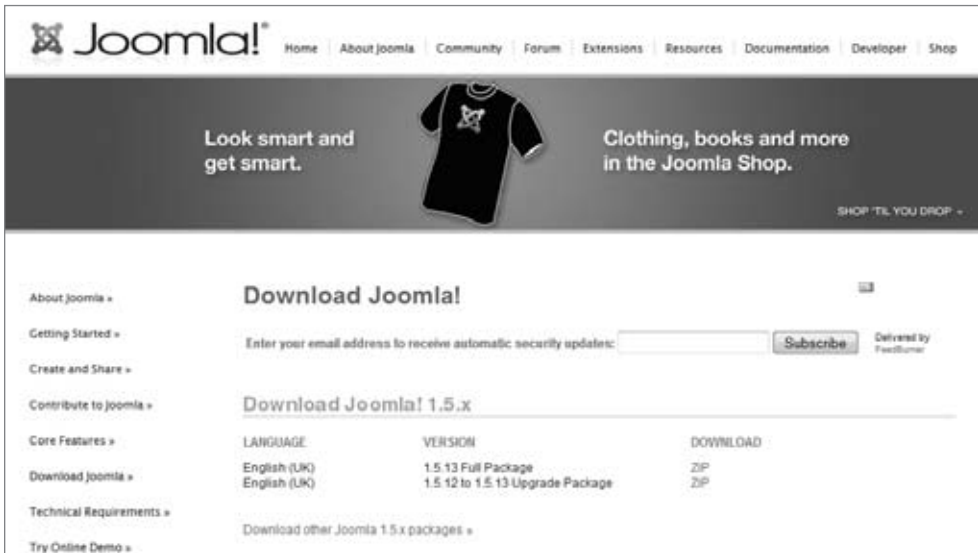 Joomla!®
Home About Joomla Community Forum Extensions Resources Documentation Developer Shop
Look smart and
get smart.
Clothing, books and more
in the Joomla Shop.
SHOP 'TIL YOU DROP »
About Joomla »
Getting Started »
Create and Share »
Contribute to Joomla »
Core Features »
Download Joomla »
Technical Requirements »
Try Online Demo »
Download Joomla!
Enter your email address to receive automatic security updates:
Subscribe
Delivered by
FeedBurner
Download Joomla! 1.5.x
LANGUAGE VERSION DOWNLOAD
English (UK) 1.5.13 Full Package ZIP
English (UK) 1.5.12 to 1.5.13 Upgrade Package ZIP
Download other Joomla 1.5.x packages »